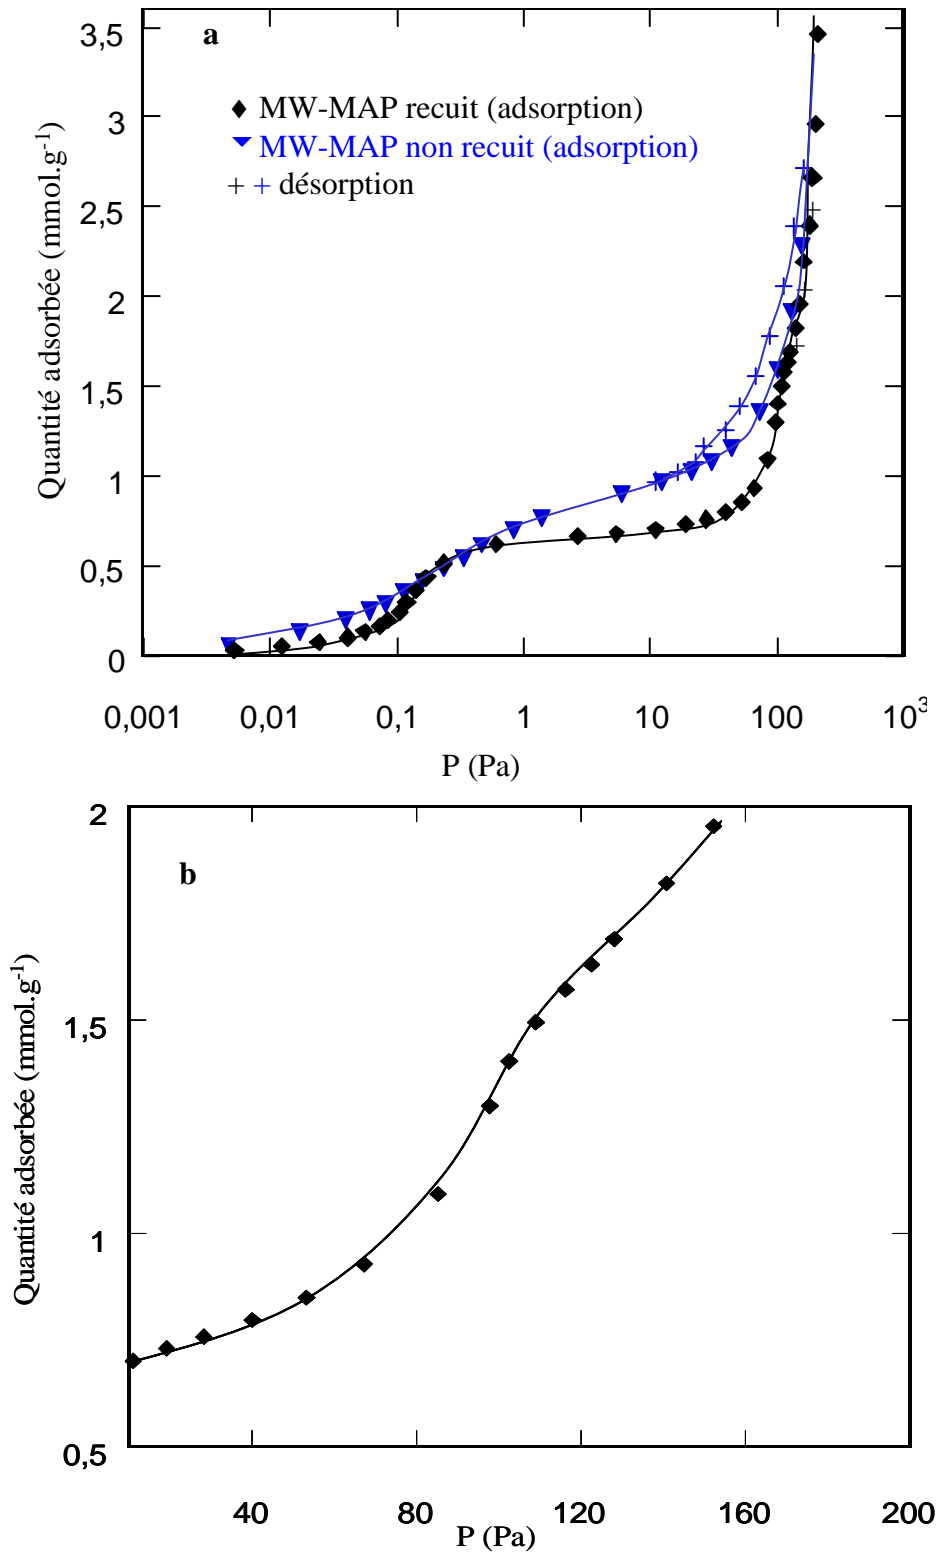 a
3,5
3
2,5
2
1,5
1
0,5
0
Quantité adsorbée (mmol.g-1)
MW-MAP recuit (adsorption)
MW-MAP non recuit (adsorption)
+ + désorption
0,001 0,01 0,1 1 10 100 10³
P (Pa)
b
2
1,5
1
0,5
Quantité adsorbée (mmol.g-1)
40 80 120 160 200
P (Pa)